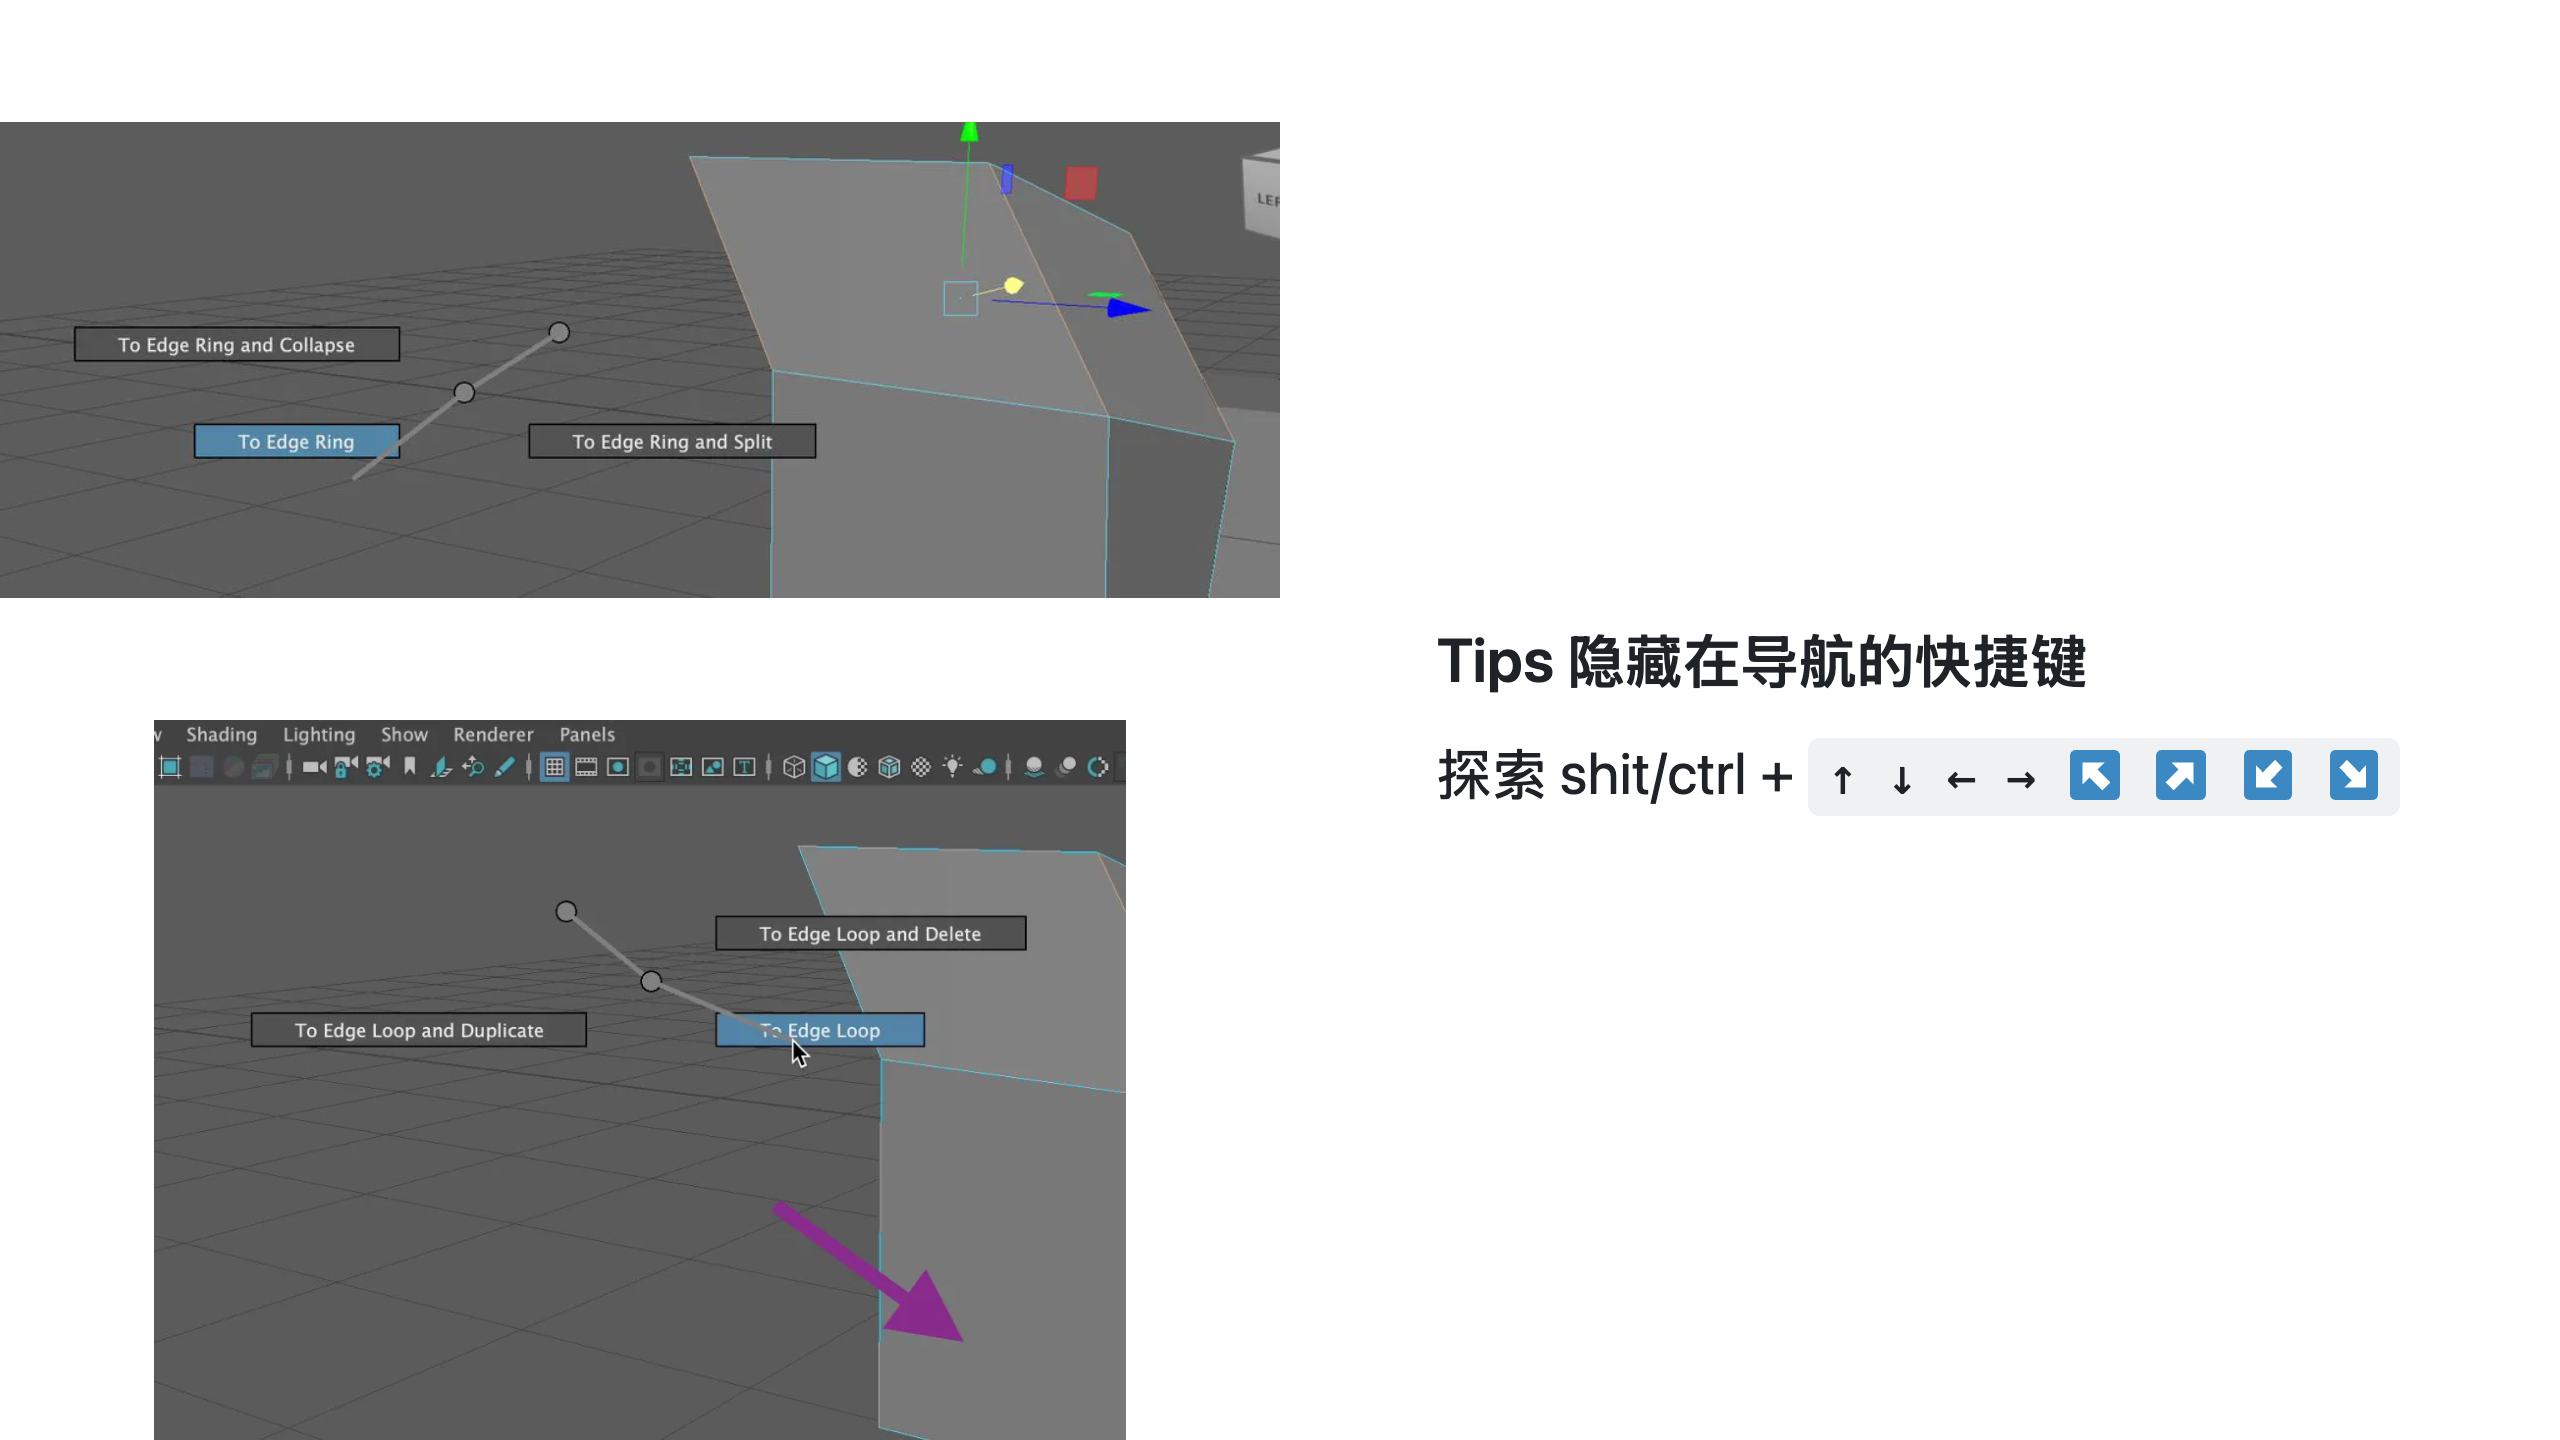 LEF
To Edge Ring and Collapse
To Edge Ring
To Edge Ring and Split
Shading Lighting Show Renderer Panels
To Edge Loop and Delete
To Edge Loop and Duplicate
To Edge Loop
Tips 隐藏在导航的快捷键
探索 shit/ctrl + ↑ ↓ ← → ↖ ↗ ↙ ↘